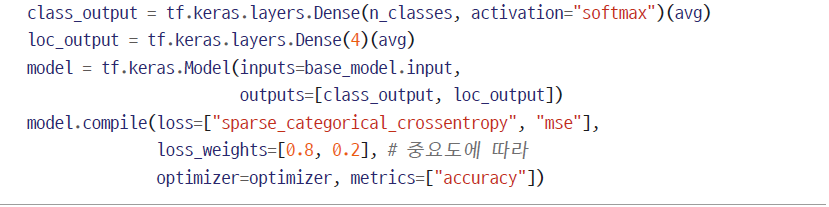 class_output = tf.keras.layers.Dense(n_classes, activation="softmax")(avg)
loc_output = tf.keras.layers.Dense(4)(avg)
model = tf.keras.Model(inputs=base_model.input,
                       outputs=[class_output, loc_output])
model.compile(loss=["sparse_categorical_crossentropy", "mse"],
              loss_weights=[0.8, 0.2], # 중요도에 따라
              optimizer=optimizer, metrics=["accuracy"])